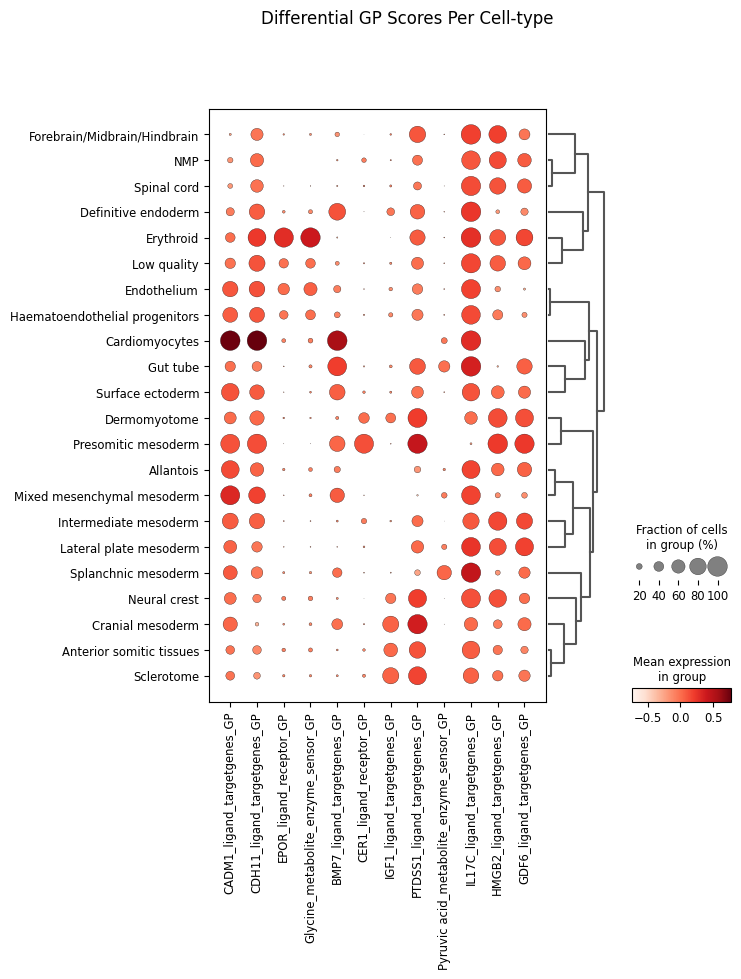 Differential GP Scores Per Cell-type
Forebrain/Midbrain/Hindbrain
NMP
Spinal cord
Definitive endoderm
Erythroid
Low quality
Endothelium
Haematoendothelial progenitors
Cardiomyocytes
Gut tube
Surface ectoderm
Dermomyotome
Presomitic mesoderm
Allantois
Mixed mesenchymal mesoderm
Intermediate mesoderm
Lateral plate mesoderm
Splanchnic mesoderm
Neural crest
Cranial mesoderm
Anterior somitic tissues
Sclerotome
CADM1_ligand_targetgenes_GP
CDH11_ligand_targetgenes_GP
EPOR_ligand_receptor_GP
Glycine_metabolite_enzyme_sensor_GP
BMP7_ligand_targetgenes_GP
CER1_ligand_receptor_GP
IGF1_ligand_targetgenes_GP
PTDSS1_ligand_targetgenes_GP
Pyruvic acid_metabolite_enzyme_sensor_GP
IL17C_ligand_targetgenes_GP
HMGB2_ligand_targetgenes_GP
GDF6_ligand_targetgenes_GP
Fraction of cells
in group (%)
20 40 60 80 100
Mean expression
in group
−0.5 0.0 0.5